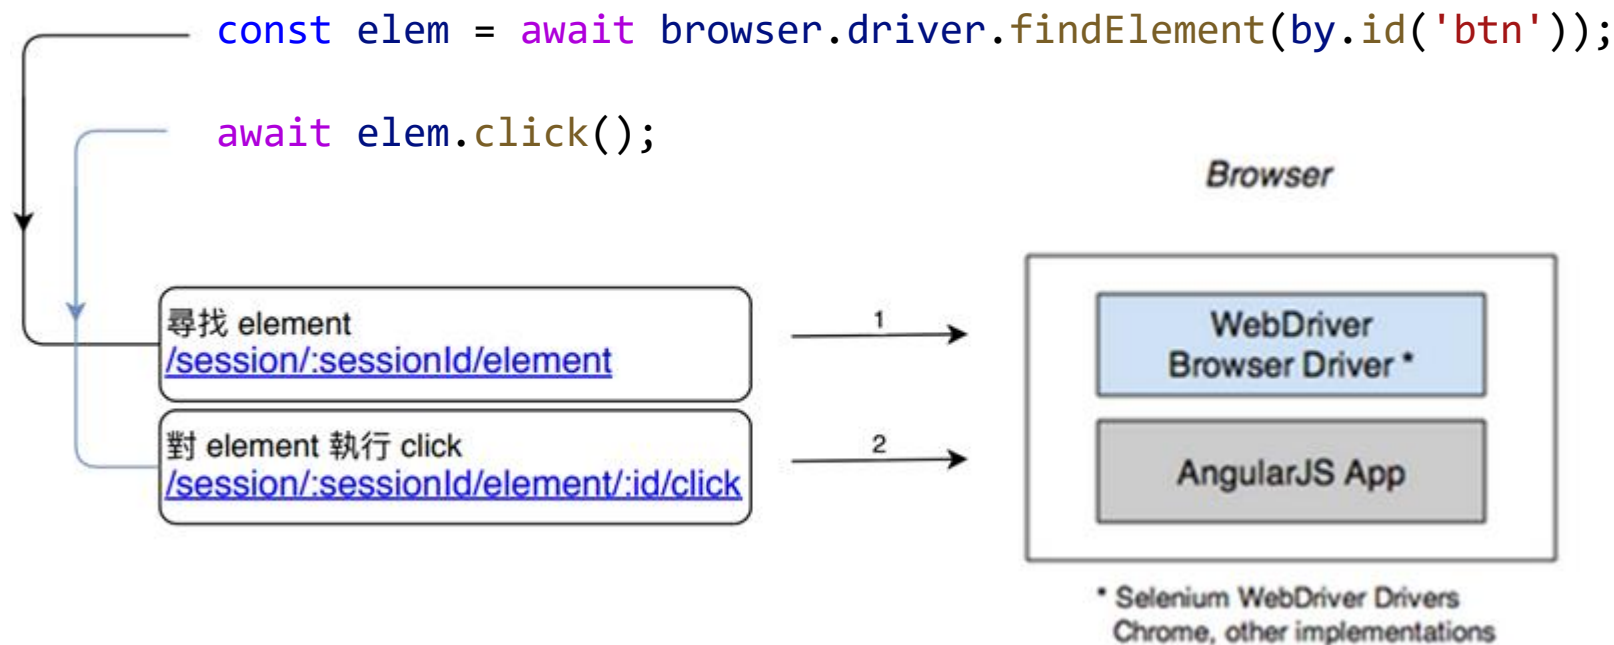 const elem = await browser.driver.findElement(by.id('btn'));
await elem.click();
Browser
尋找 element
/session/:sessionId/element
1
WebDriver
Browser Driver *
對 element 執行 click
/session/:sessionId/element/:id/click
2
AngularJS App
* Selenium WebDriver Drivers
Chrome, other implementations